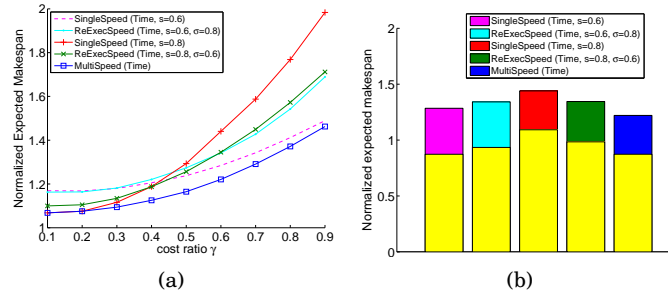 2
1.8
1.6
1.4
1.2
1
0.1 0.2 0.3 0.4 0.5 0.6 0.7 0.8 0.9
cost ratio γ
Normalized Expected Makespan
SingleSpeed (Time, s=0.6)
ReExecSpeed (Time, s=0.6, σ=0.8)
SingleSpeed (Time, s=0.8)
ReExecSpeed (Time, s=0.8, σ=0.6)
MultiSpeed (Time)
(a)
2
1.5
1
0.5
0
Normalized expected makespan
SingleSpeed (Time, s=0.6)
ReExecSpeed (Time, s=0.6, σ=0.8)
SingleSpeed (Time, s=0.8)
ReExecSpeed (Time, s=0.8, σ=0.6)
MultiSpeed (Time)
(b)